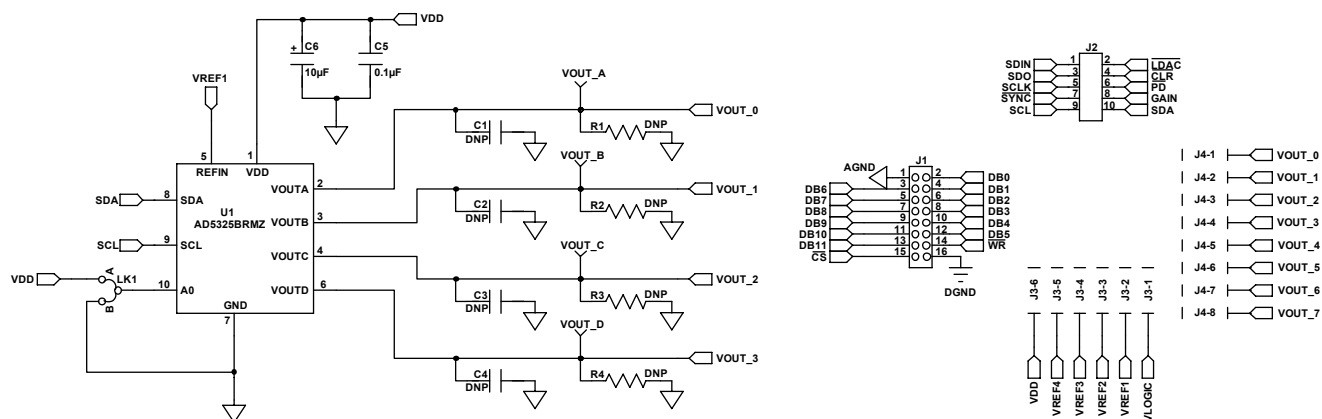 VDD
C6
C5
+
10µF
0.1µF
VREF1
VOUT_A
VOUT_0
C1
DNP
R1
DNP
5
1
REFIN
VDD
VOUTA
2
VOUT_B
VOUT_1
SDA
8
SDA
U1
AD5325BRMZ
VOUTB
3
C2
DNP
R2
DNP
SCL
9
SCL
VOUTC
4
VOUT_C
VOUT_2
VDD
A
LK1
B
10
A0
VOUTD
6
C3
DNP
R3
DNP
GND
7
VOUT_D
VOUT_3
C4
DNP
R4
DNP
J2
SDIN 1 2 LDAC
SDO 3 4 CLR
SCLK 5 6 PD
SYNC 7 8 GAIN
SCL 9 10 SDA
J1
AGND 1 2 DB0
DB6 3 4 DB1
DB7 5 6 DB2
DB8 7 8 DB3
DB9 9 10 DB4
DB10 11 12 DB5
DB11 13 14 WR
CS 15 16
DGND
J4-1 VOUT_0
J4-2 VOUT_1
J4-3 VOUT_2
J4-4 VOUT_3
J4-5 VOUT_4
J4-6 VOUT_5
J4-7 VOUT_6
J4-8 VOUT_7
J3-6 VDD
J3-5 VREF4
J3-4 VREF3
J3-3 VREF2
J3-2 VREF1
J3-1 VLOGIC